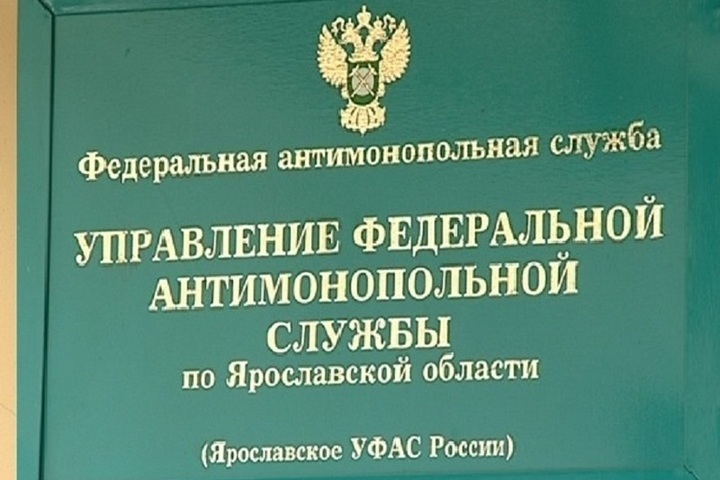 Федеральная антимонопольная служба
УПРАВЛЕНИЕ ФЕДЕРАЛЬНОЙ
АНТИМОНОПОЛЬНОЙ
СЛУЖБЫ
по Ярославской области
(Ярославское УФАС России)